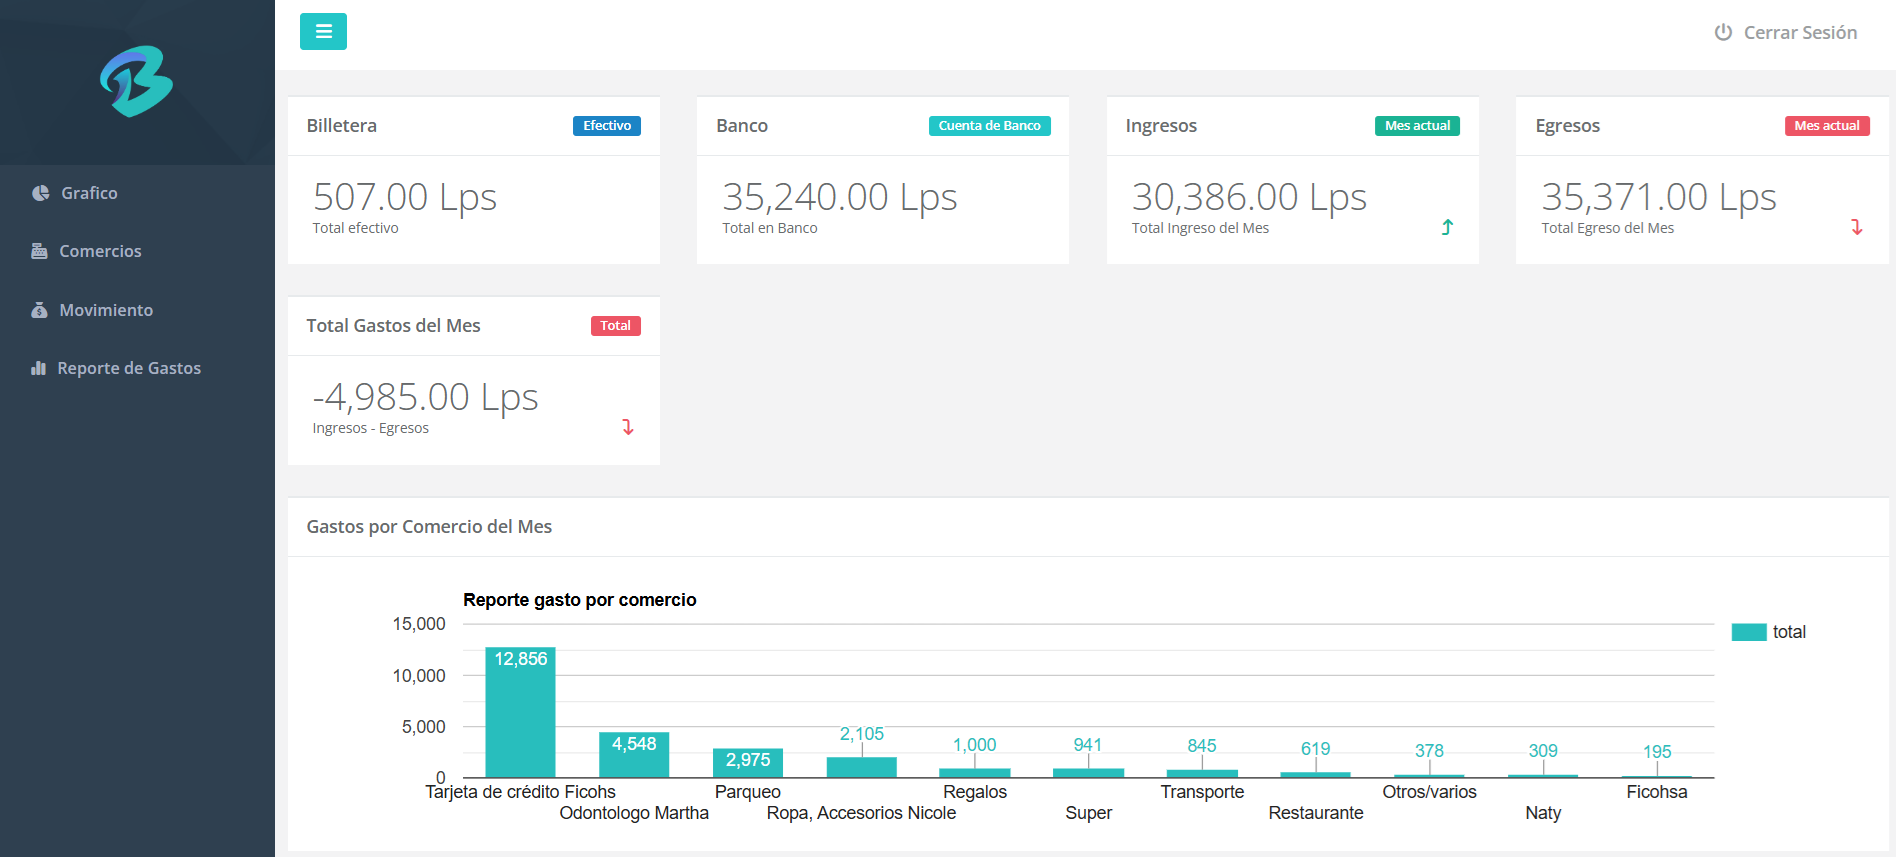 Cerrar Sesión
Grafico
Comercios
Movimiento
Reporte de Gastos
Billetera
Efectivo
507.00 Lps
Total efectivo
Banco
Cuenta de Banco
35,240.00 Lps
Total en Banco
Ingresos
Mes actual
30,386.00 Lps
Total Ingreso del Mes
Egresos
Mes actual
35,371.00 Lps
Total Egreso del Mes
Total Gastos del Mes
Total
-4,985.00 Lps
Ingresos - Egresos
Gastos por Comercio del Mes
Reporte gasto por comercio
15,000
10,000
5,000
0
total
12,856
4,548
2,975
2,105
1,000
941
845
619
378
309
195
Tarjeta de crédito Ficohs
Odontologo Martha
Parqueo
Ropa, Accesorios Nicole
Regalos
Super
Transporte
Restaurante
Otros/varios
Naty
Ficohsa